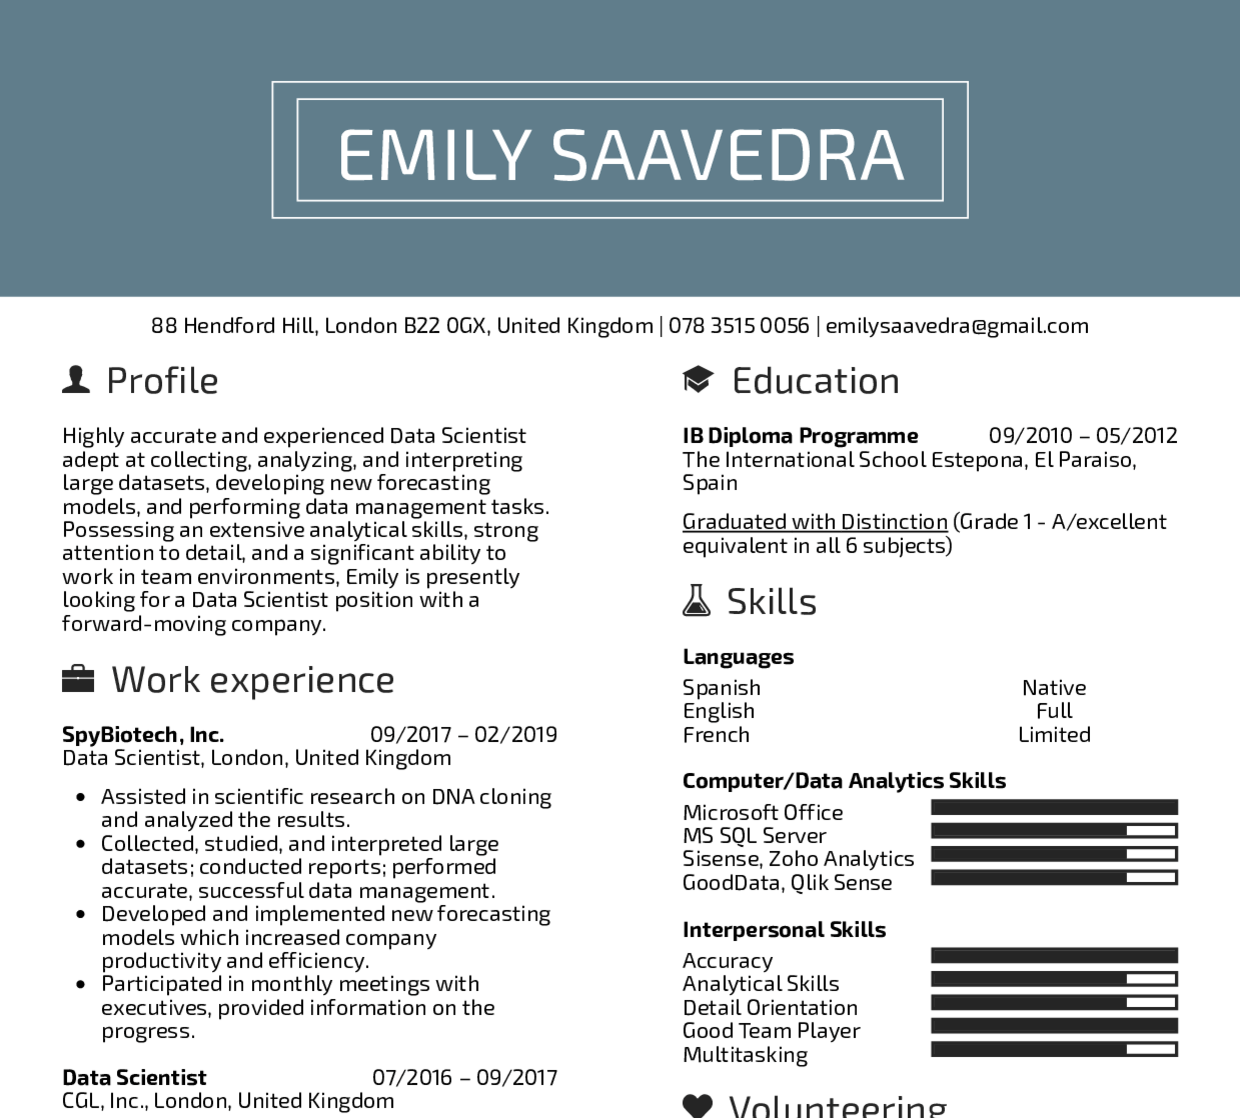 EMILY SAAVEDRA
88 Hendford Hill, London B22 0GX, United Kingdom | 078 3515 0056 | emilysaavedra@gmail.com
Profile
Highly accurate and experienced Data Scientist
adept at collecting, analyzing, and interpreting
large datasets, developing new forecasting
models, and performing data management tasks.
Possessing an extensive analytical skills, strong
attention to detail, and a significant ability to
work in team environments, Emily is presently
looking for a Data Scientist position with a
forward-moving company.
Work experience
SpyBiotech, Inc. 09/2017 – 02/2019
Data Scientist, London, United Kingdom
• Assisted in scientific research on DNA cloning
and analyzed the results.
• Collected, studied, and interpreted large
datasets; conducted reports; performed
accurate, successful data management.
• Developed and implemented new forecasting
models which increased company
productivity and efficiency.
• Participated in monthly meetings with
executives, provided information on the
progress.
Data Scientist 07/2016 – 09/2017
CGL, Inc., London, United Kingdom
Education
IB Diploma Programme 09/2010 – 05/2012
The International School Estepona, El Paraiso,
Spain
Graduated with Distinction (Grade 1 - A/excellent
equivalent in all 6 subjects)
Skills
Languages
Spanish Native
English Full
French Limited
Computer/Data Analytics Skills
Microsoft Office
MS SQL Server
Sisense, Zoho Analytics
GoodData, Qlik Sense
Interpersonal Skills
Accuracy
Analytical Skills
Detail Orientation
Good Team Player
Multitasking
Volunteering